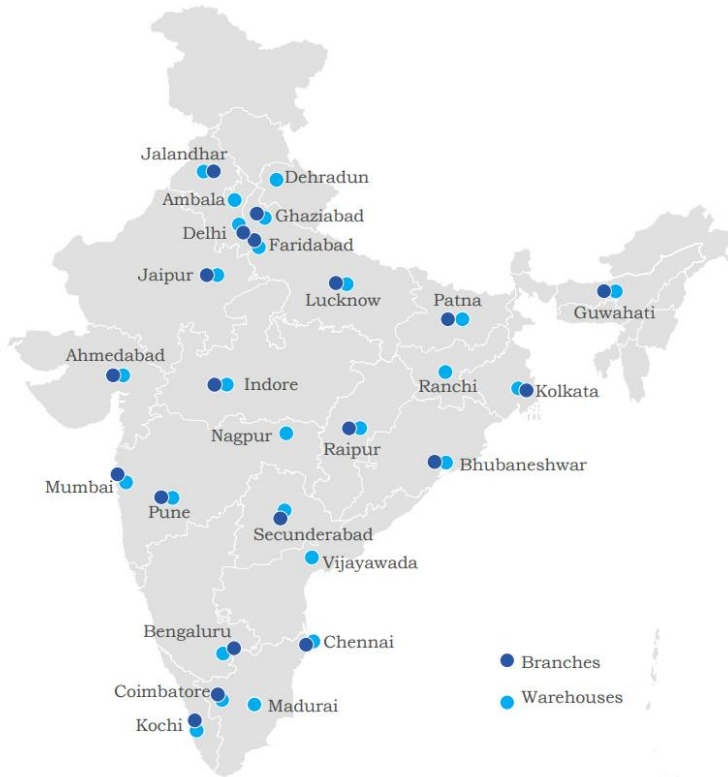 Jalandhar
Dehradun
Ambala
Ghaziabad
Delhi
Faridabad
Jaipur
Lucknow
Patna
Guwahati
Ahmedabad
Indore
Ranchi
Kolkata
Nagpur
Raipur
Bhubaneshwar
Mumbai
Pune
Secunderabad
Vijayawada
Bengaluru
Chennai
Branches
Coimbatore
Madurai
Warehouses
Kochi